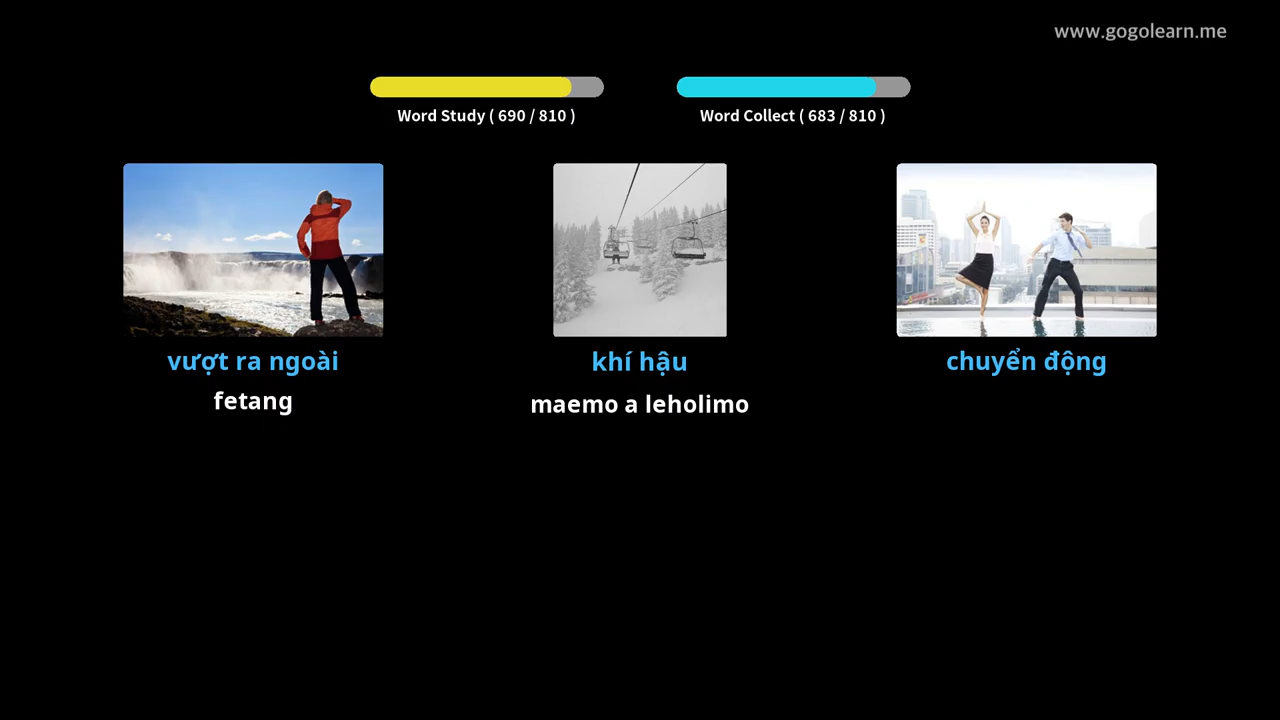 www.gogolearn.me
Word Study ( 690 / 810 )
Word Collect ( 683 / 810 )
vượt ra ngoài
khí hậu
chuyển động
fetang
maemo a leholimo